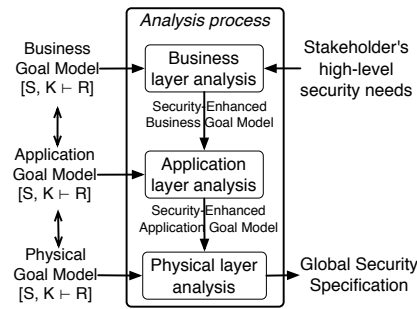 Analysis process
Business
Goal Model
[S, K ⊢ R]
Business
layer analysis
Stakeholder's
high-level
security needs
Security-Enhanced
Business Goal Model
Application
Goal Model
[S, K ⊢ R]
Application
layer analysis
Security-Enhanced
Application Goal Model
Physical
Goal Model
[S, K ⊢ R]
Physical layer
analysis
Global Security
Specification